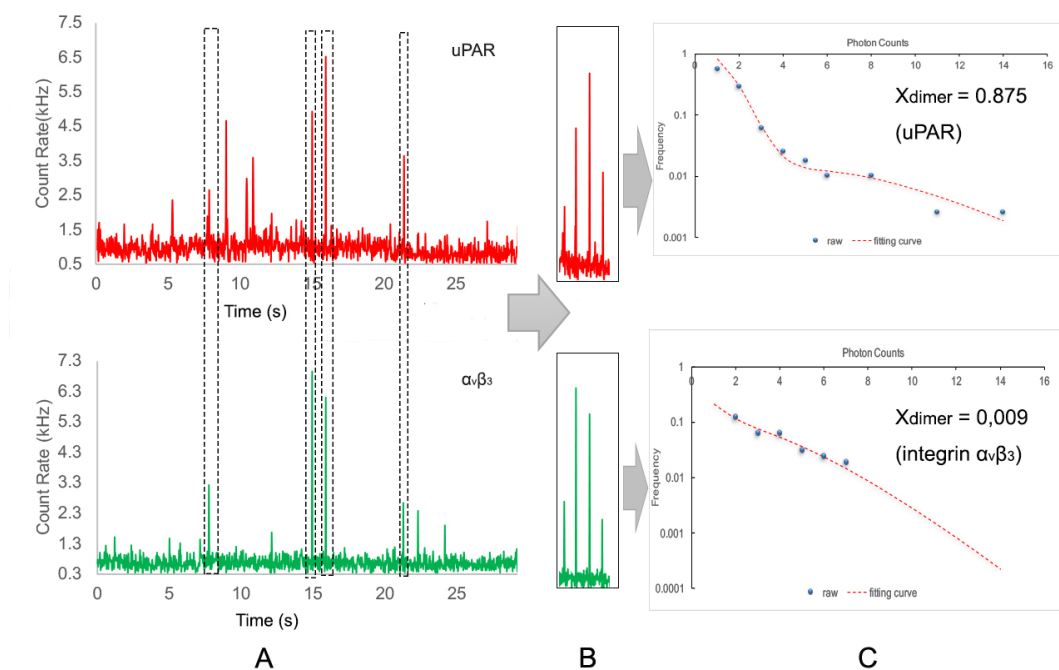 7.5
6.5
5.5
4.5
3.5
2.5
1.5
0.5
Count Rate(kHz)
uPAR
0 5 10 15 20 25
Time (s)
7.3
6.3
5.3
4.3
3.3
2.3
1.3
0.3
Count Rate (kHz)
αvβ3
0 5 10 15 20 25
Time (s)
Photon Counts
0 2 4 6 8 10 12 14 16
1
0.1
0.01
0.001
Frequency
Xdimer = 0.875
(uPAR)
raw fitting curve
Photon Counts
0 2 4 6 8 10 12 14 16
1
0.1
0.01
0.001
0.0001
Frequency
Xdimer = 0,009
(integrin αvβ3)
raw fitting curve
A B C